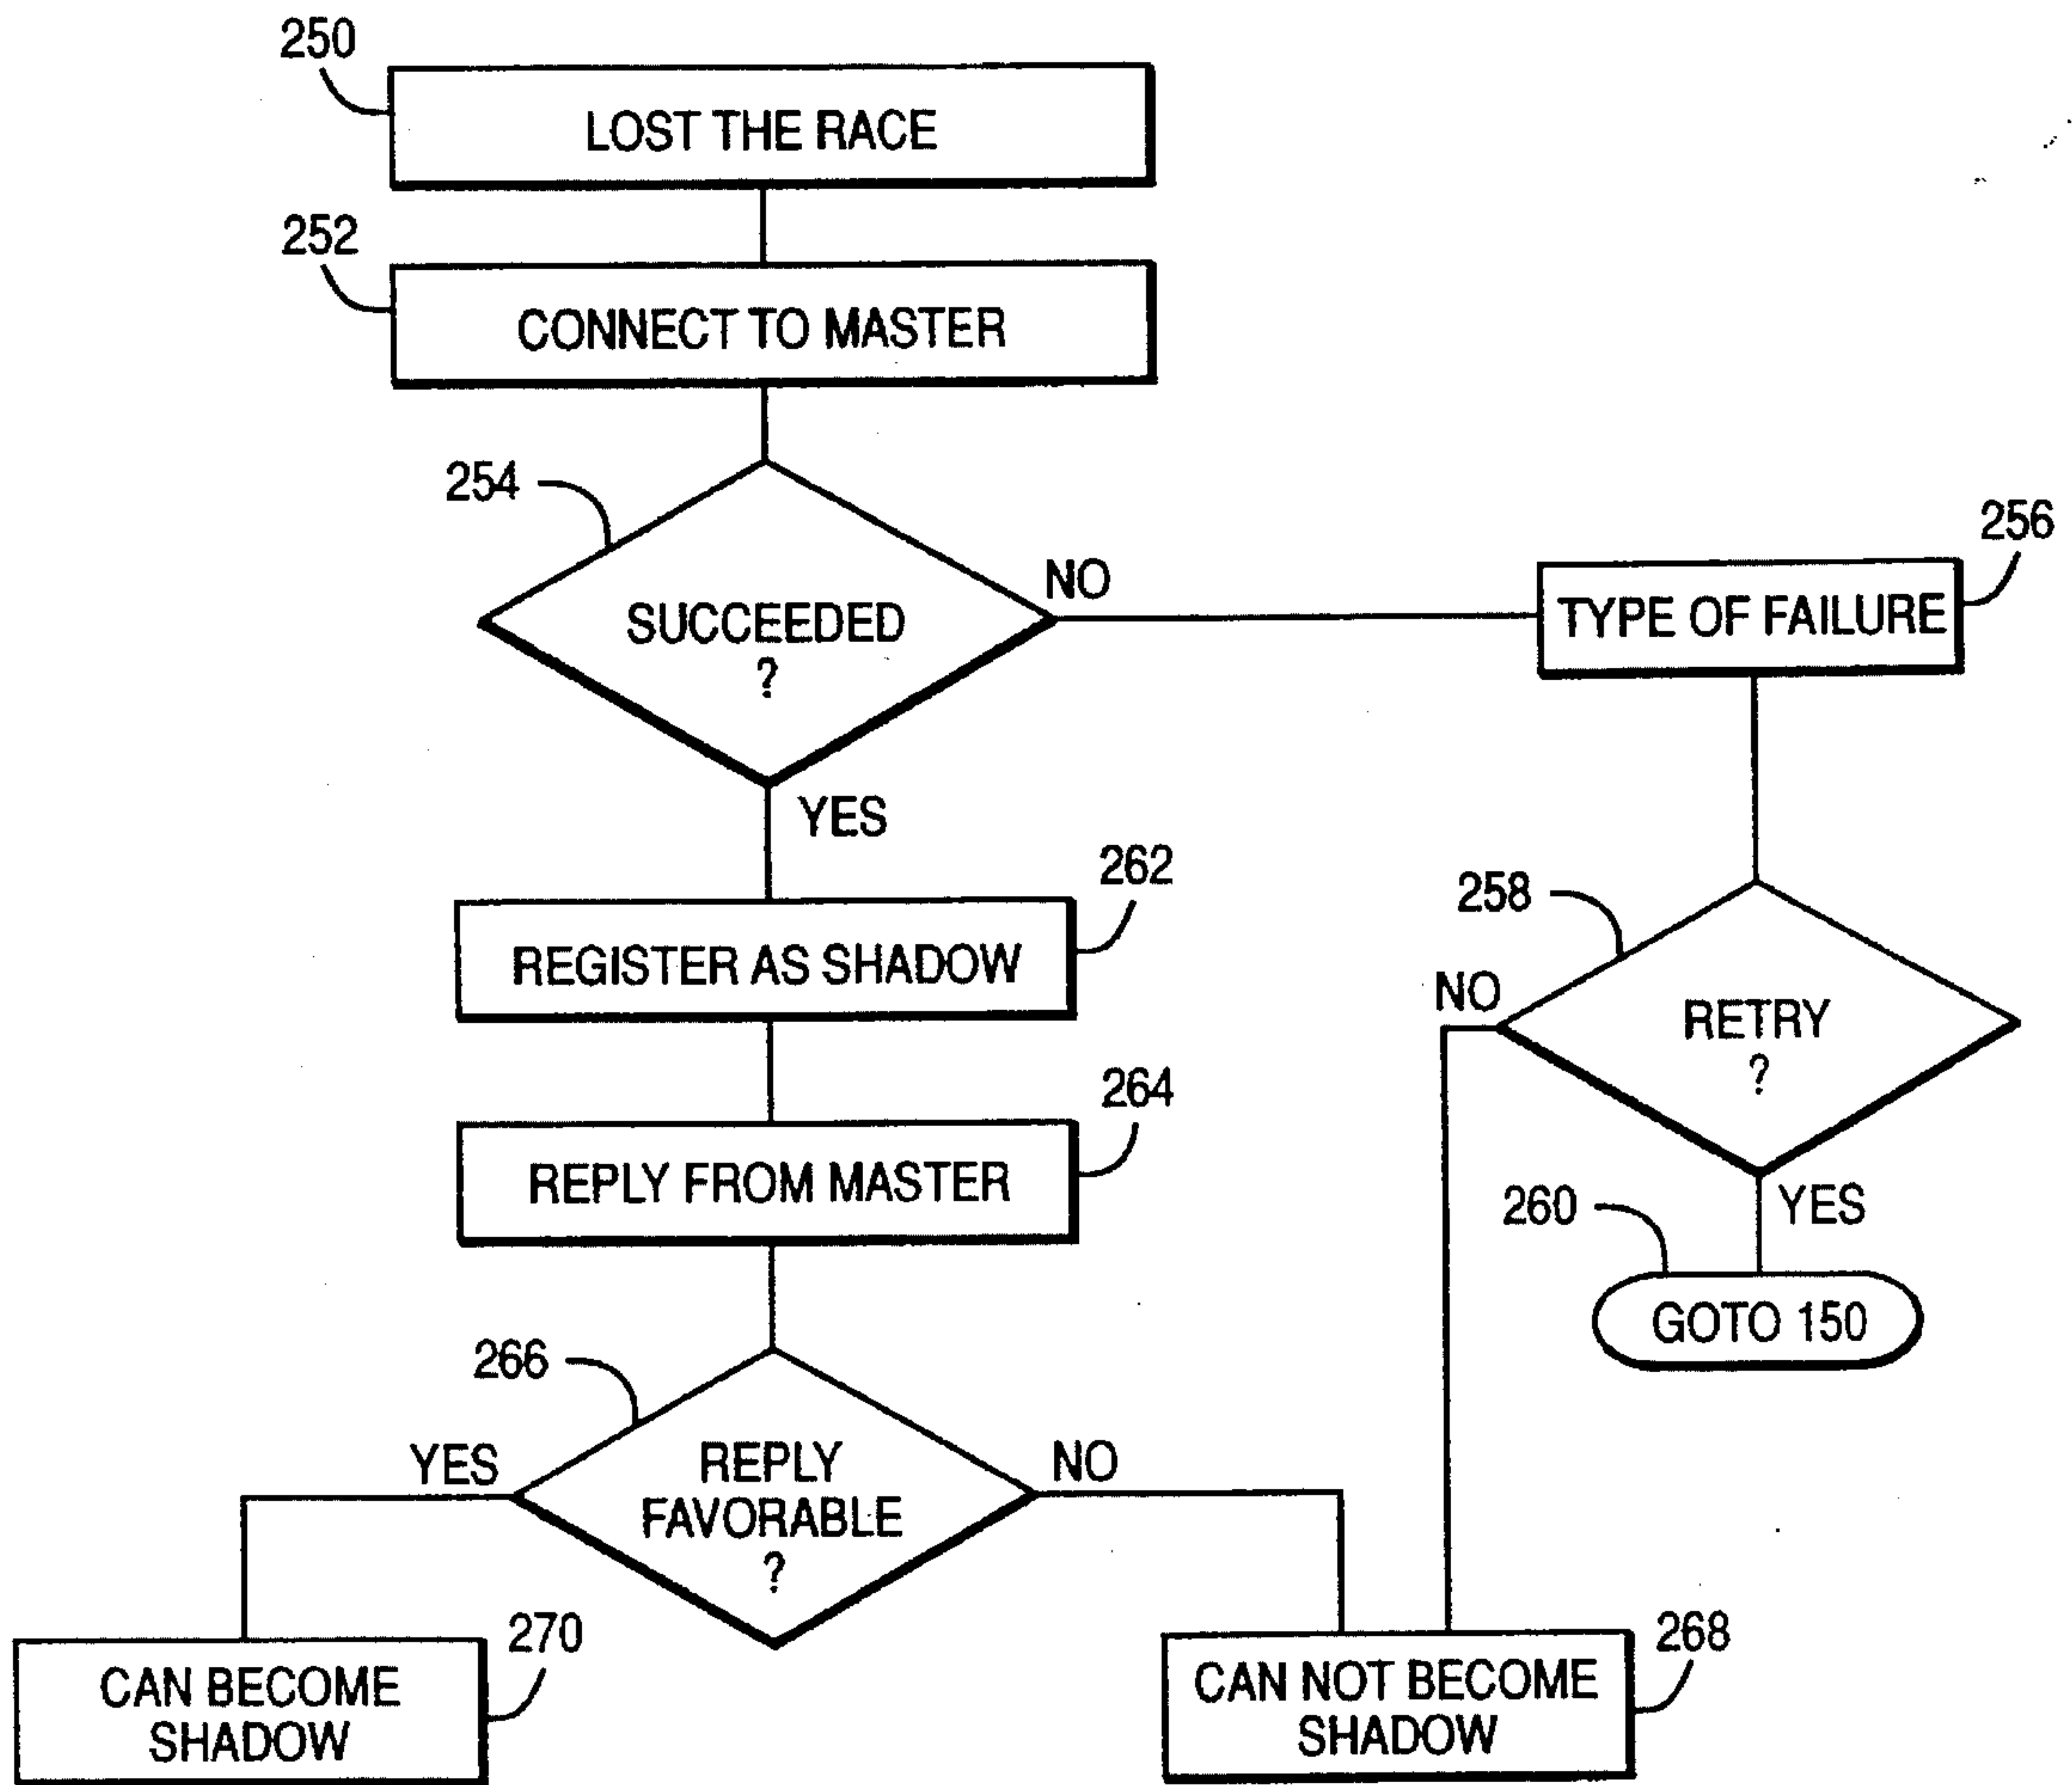 250
LOST THE RACE
252
CONNECT TO MASTER
254
SUCCEEDED
?
NO
256
TYPE OF FAILURE
YES
262
REGISTER AS SHADOW
258
NO
RETRY
?
264
REPLY FROM MASTER
YES
260
GOTO 150
266
YES
REPLY
FAVORABLE
?
NO
270
CAN BECOME
SHADOW
268
CAN NOT BECOME
SHADOW